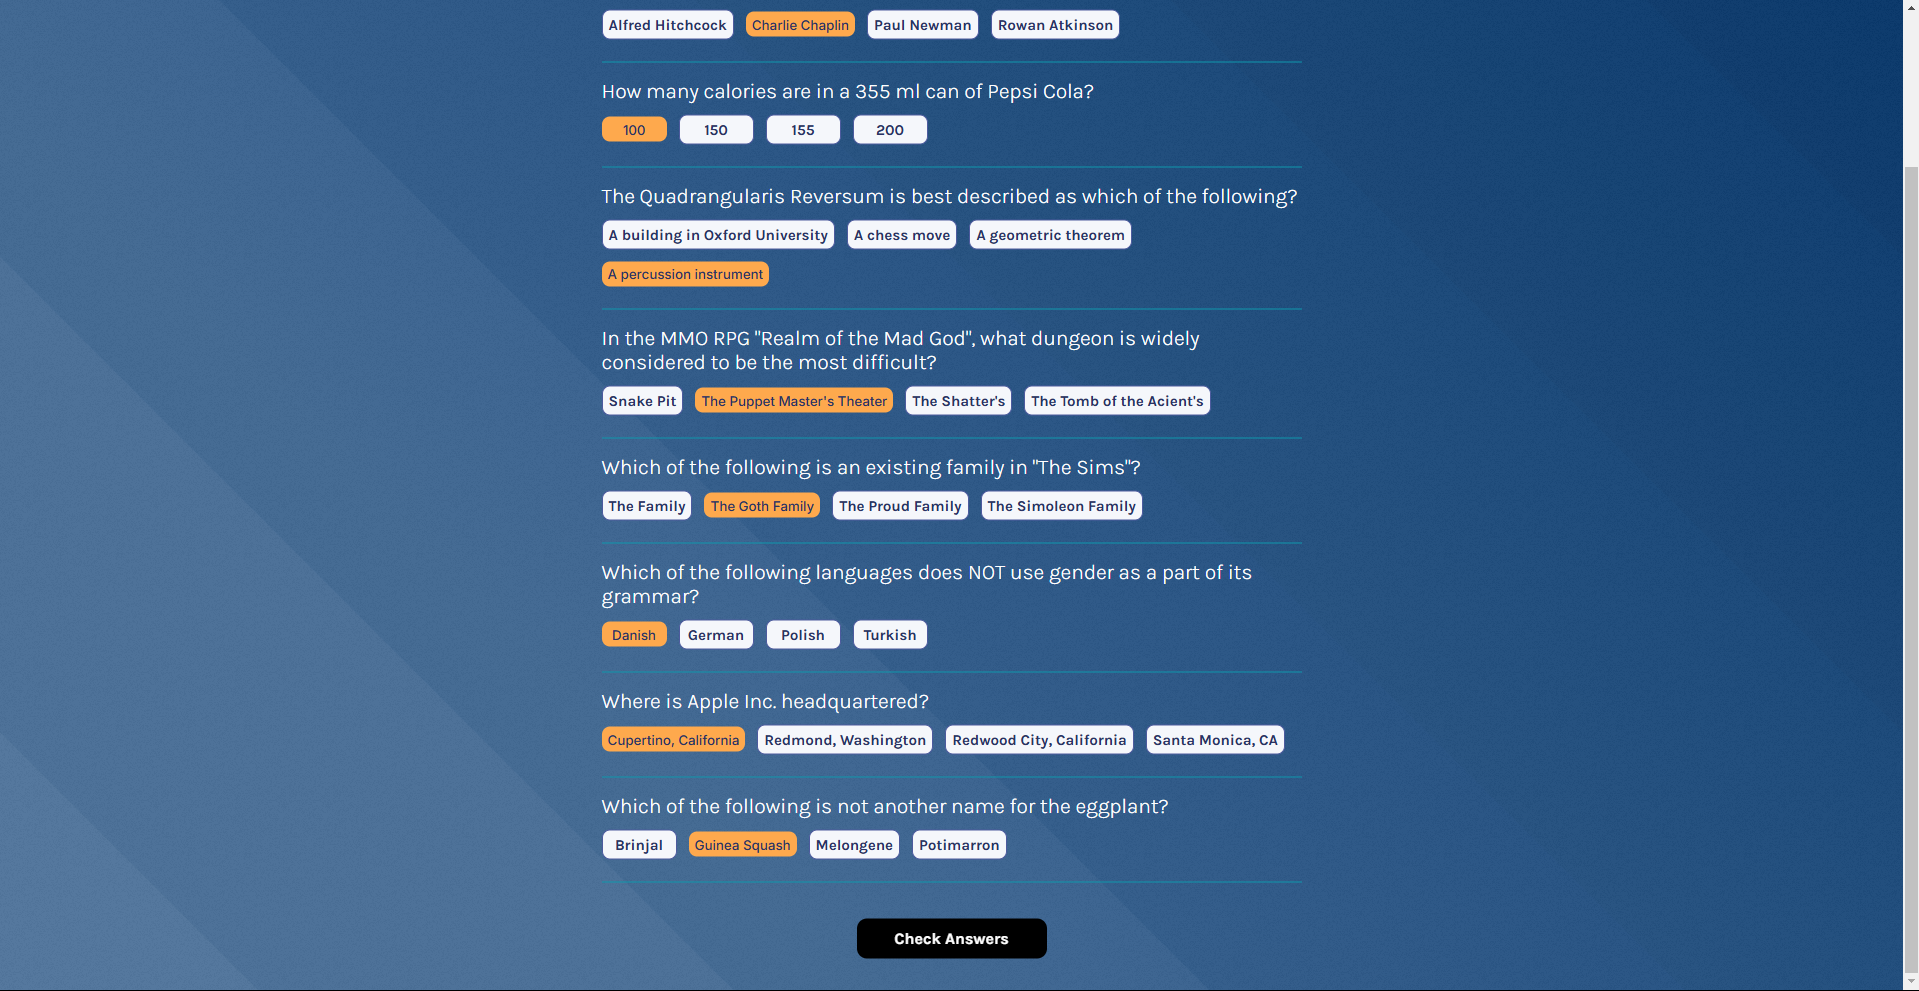 Alfred Hitchcock Charlie Chaplin Paul Newman Rowan Atkinson
How many calories are in a 355 ml can of Pepsi Cola?
100 150 155 200
The Quadrangularis Reversum is best described as which of the following?
A building in Oxford University A chess move A geometric theorem
A percussion instrument
In the MMO RPG "Realm of the Mad God", what dungeon is widely
considered to be the most difficult?
Snake Pit The Puppet Master's Theater The Shatter's The Tomb of the Acient's
Which of the following is an existing family in "The Sims"?
The Family The Goth Family The Proud Family The Simoleon Family
Which of the following languages does NOT use gender as a part of its
grammar?
Danish German Polish Turkish
Where is Apple Inc. headquartered?
Cupertino, California Redmond, Washington Redwood City, California Santa Monica, CA
Which of the following is not another name for the eggplant?
Brinjal Guinea Squash Melongene Potimarron
Check Answers